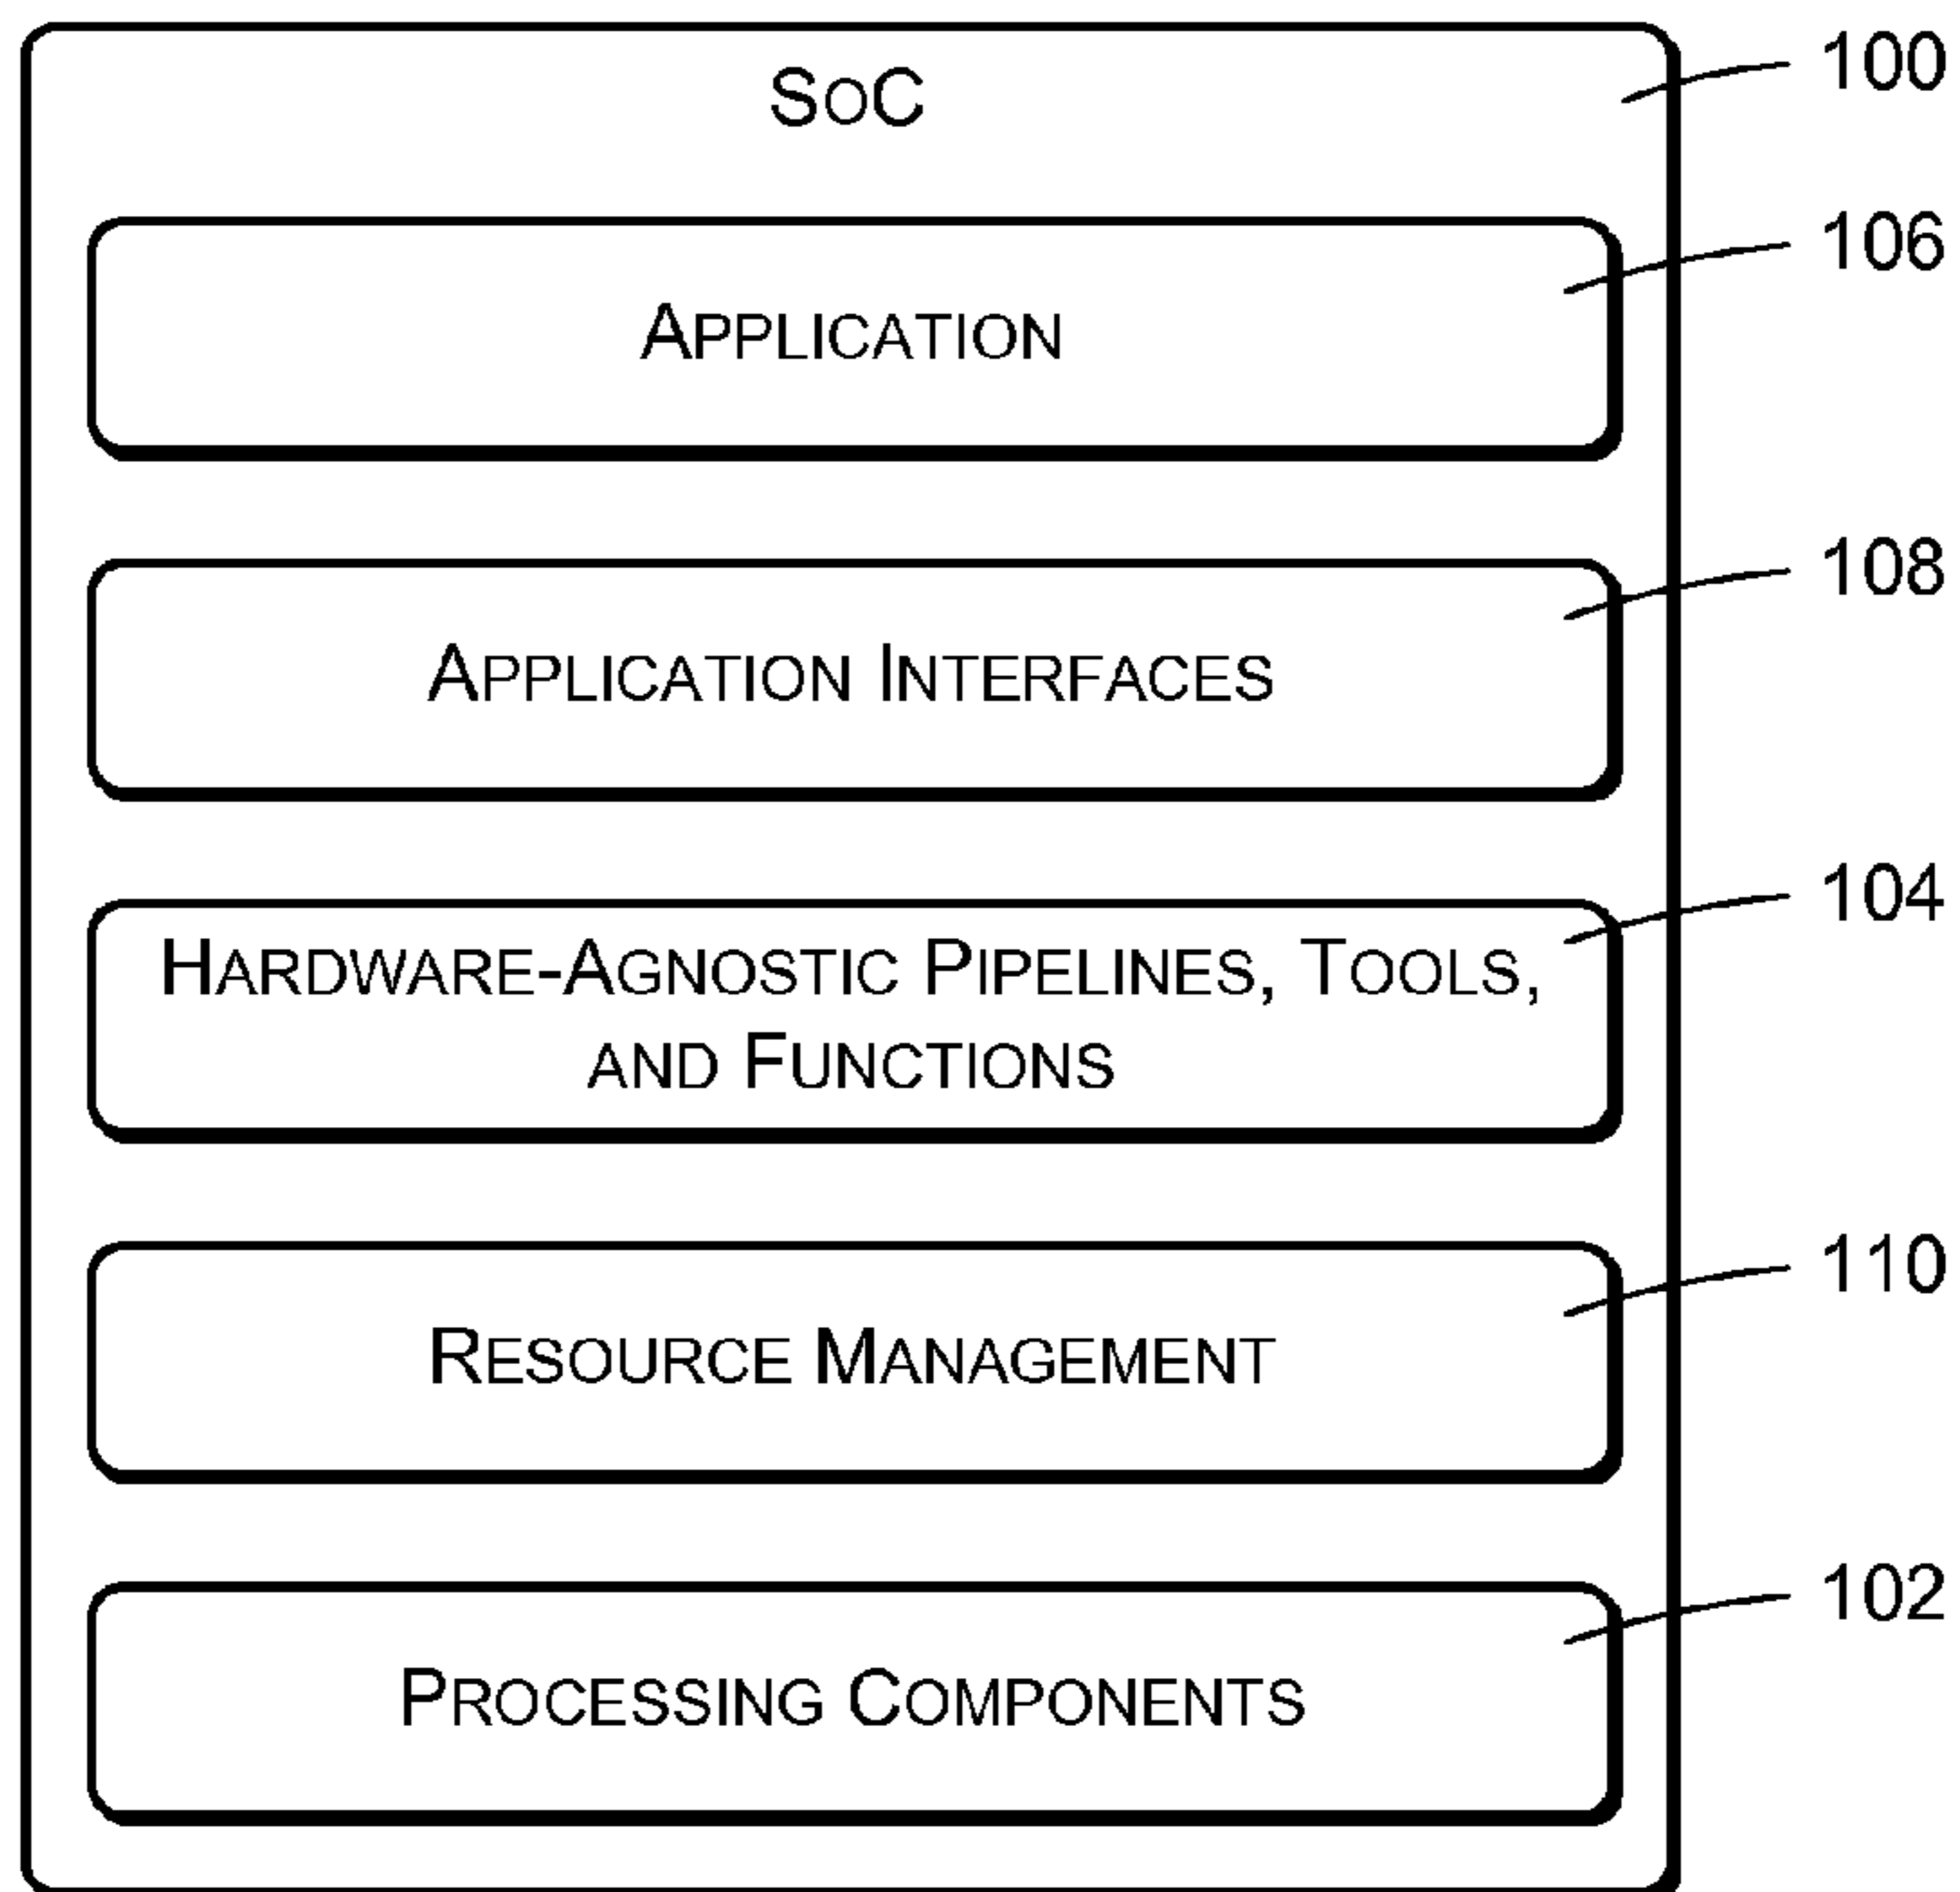 SoC
100
Application
106
Application Interfaces
108
Hardware-Agnostic Pipelines, Tools,
and Functions
104
Resource Management
110
Processing Components
102